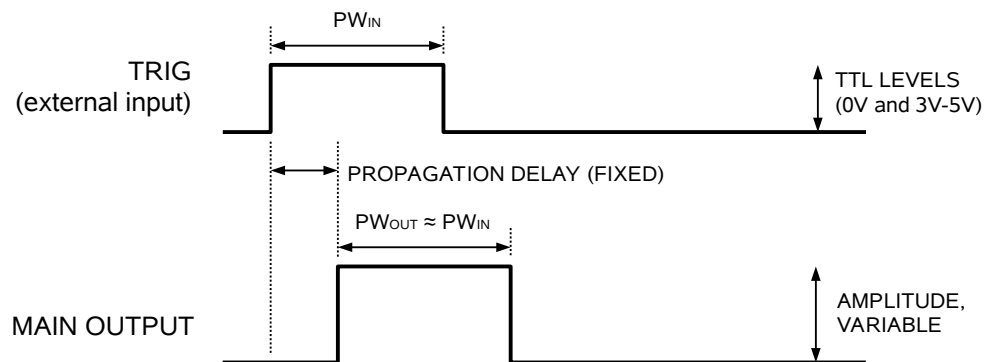 PWIN
TRIG
(external input)
TTL LEVELS
(0V and 3V-5V)
PROPAGATION DELAY (FIXED)
PWOUT ≈ PWIN
MAIN OUTPUT
AMPLITUDE,
VARIABLE